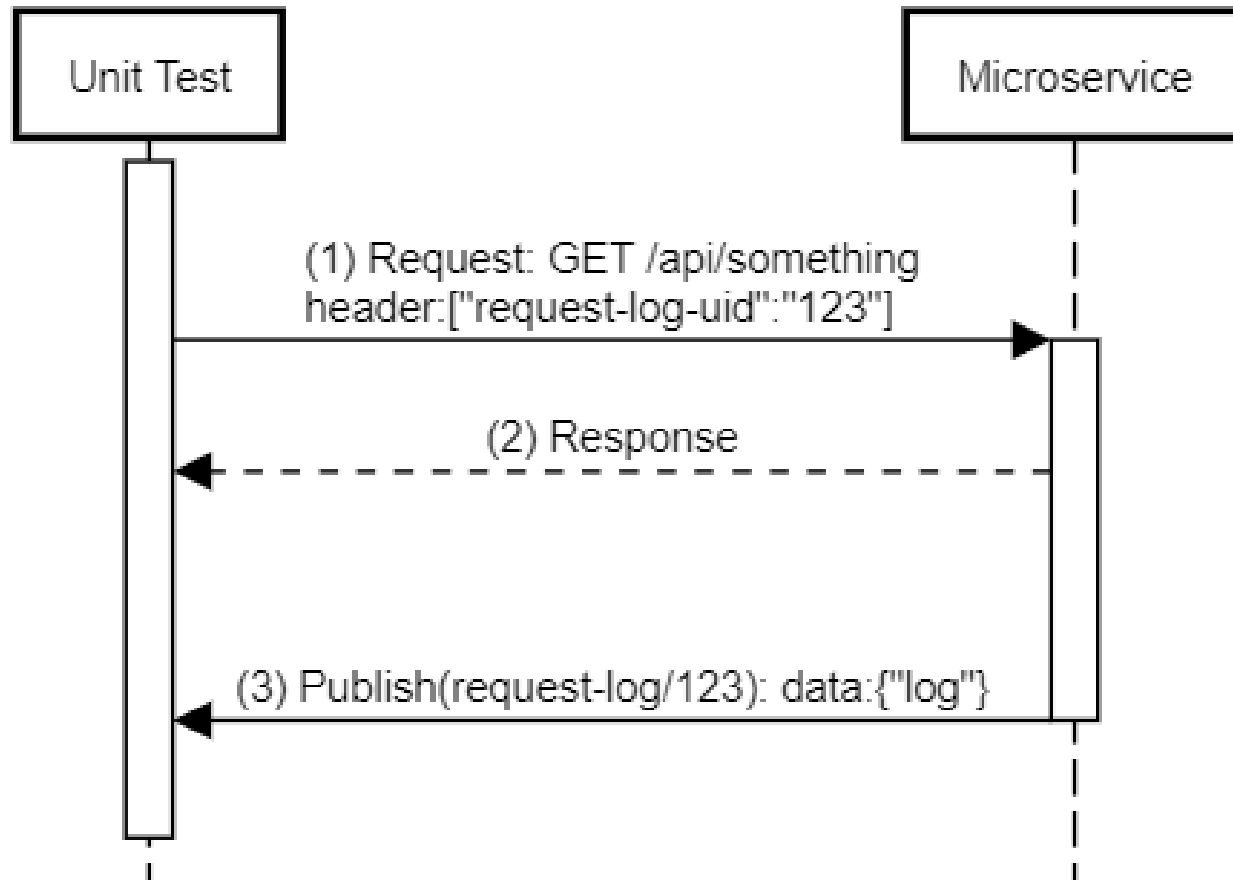 Unit Test
Microservice
(1) Request: GET /api/something
header:["request-log-uid":"123"]
(2) Response
(3) Publish(request-log/123): data:{"log"}